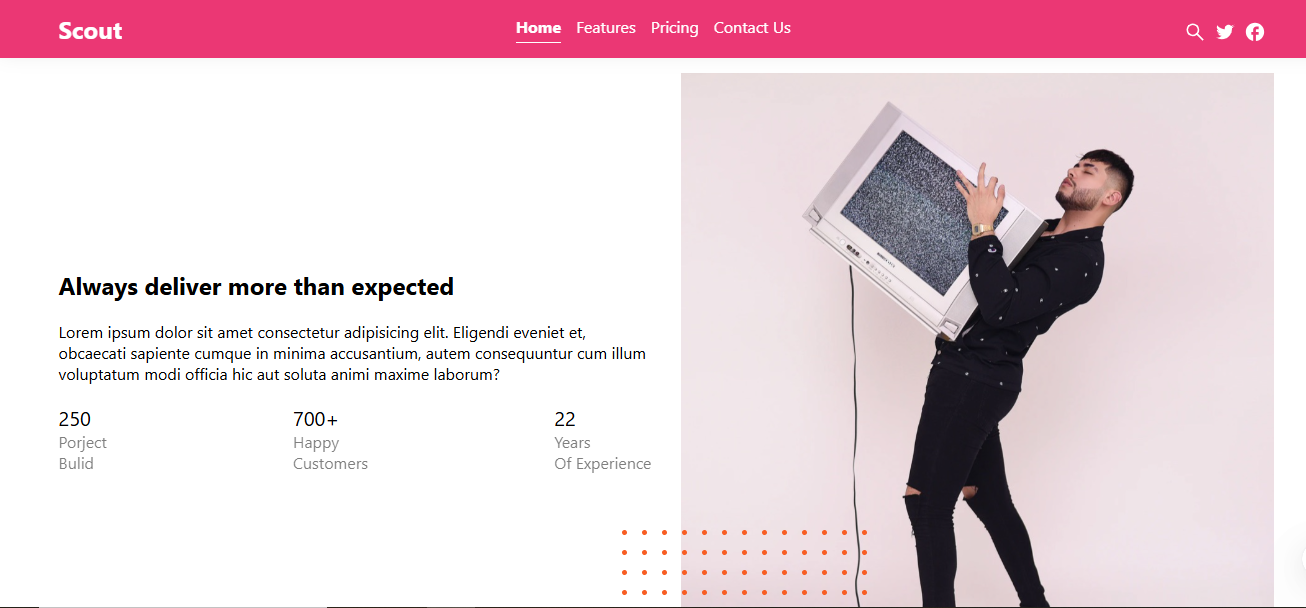 Scout
Home Features Pricing Contact Us
Always deliver more than expected
Lorem ipsum dolor sit amet consectetur adipisicing elit. Eligendi eveniet et,
obcaecati sapiente cumque in minima accusantium, autem consequuntur cum illum
voluptatum modi officia hic aut soluta animi maxime laborum?
250
Porject
Bulid
700+
Happy
Customers
22
Years
Of Experience